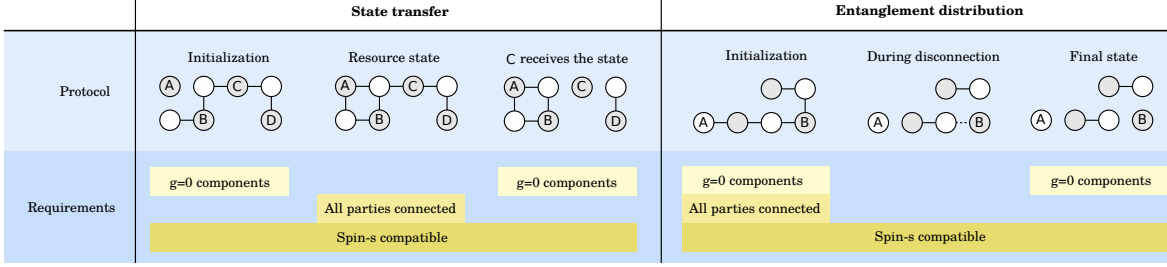 State transfer
Entanglement distribution
Protocol
Initialization
Resource state
C receives the state
Initialization
During disconnection
Final state
A C
B D
A C
B D
A C
B D
A B
A B
A B
Requirements
g=0 components
g=0 components
g=0 components
g=0 components
All parties connected
All parties connected
Spin-s compatible
Spin-s compatible